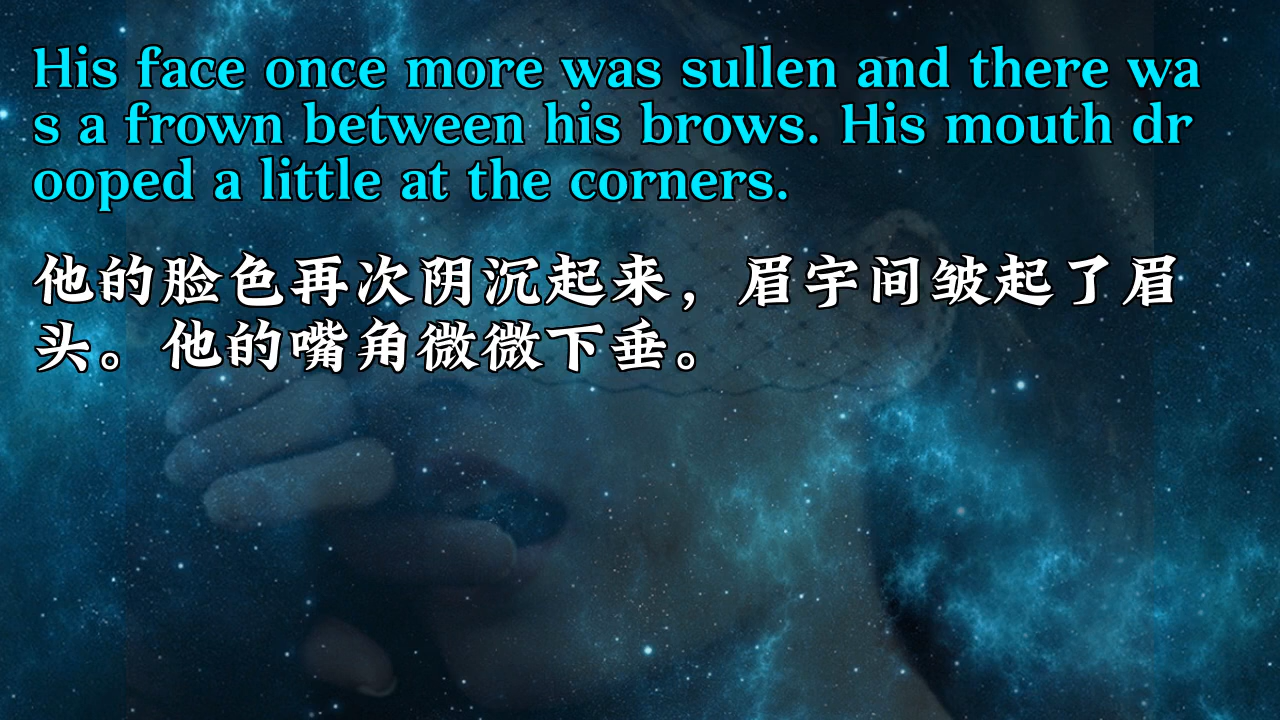 His face once more was sullen and there wa
s a frown between his brows. His mouth dr
ooped a little at the corners.
他的脸色再次阴沉起来，眉宇间皱起了眉
头。他的嘴角微微下垂。